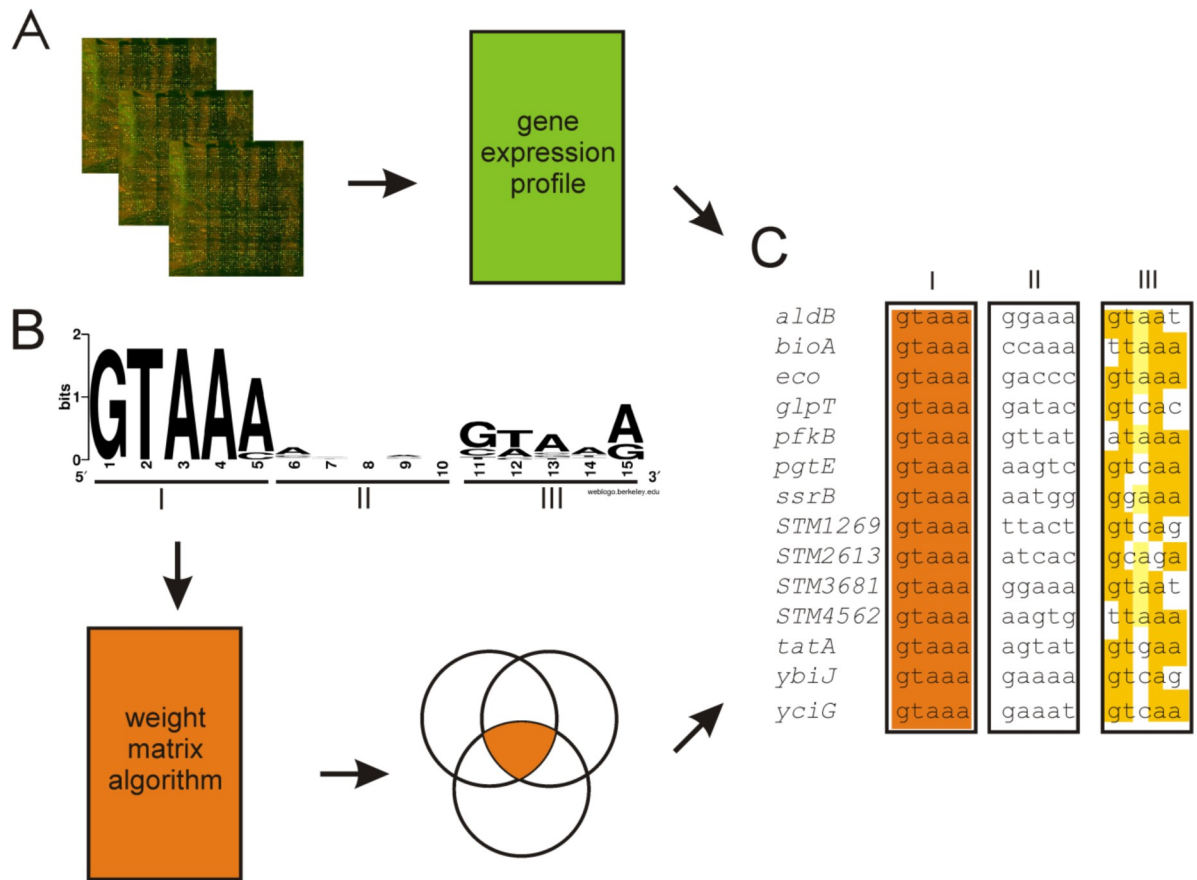 A
gene
expression
profile
C
I II III
aldB gtaaa ggaaa gtaat
bioA gtaaa ccaaa ttaaa
eco gtaaa gaccc gtaaa
glpT gtaaa gatac gtcac
pfkB gtaaa gttat ataaa
pgtE gtaaa aagtc gtcaa
ssrB gtaaa aatgg ggaaa
STM1269 gtaaa ttact gtcag
STM2613 gtaaa atcac gcaga
STM3681 gtaaa ggaaa gtaat
STM4562 gtaaa aagtg ttaaa
tatA gtaaa agtat gtgaa
ybiJ gtaaa gaaaa gtcag
yciG gtaaa gaaat gtcaa
B
2
bits
1
0
GTAAA A GTAAA
C CA G
5′ 1 2 3 4 5 6 7 8 9 10 11 12 13 14 15 3′
weblogo.berkeley.edu
I II III
weight
matrix
algorithm